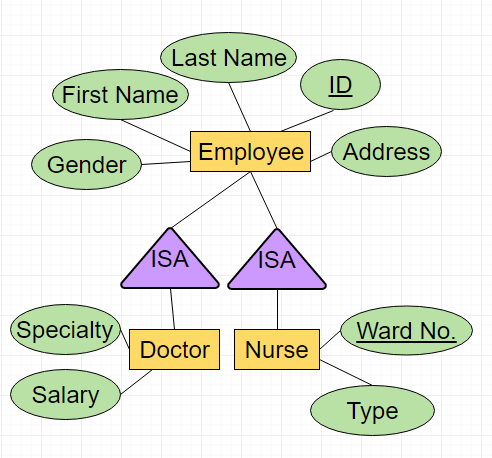 Last Name
First Name
ID
Gender
Employee
Address
ISA
ISA
Specialty
Doctor
Nurse
Ward No.
Salary
Type